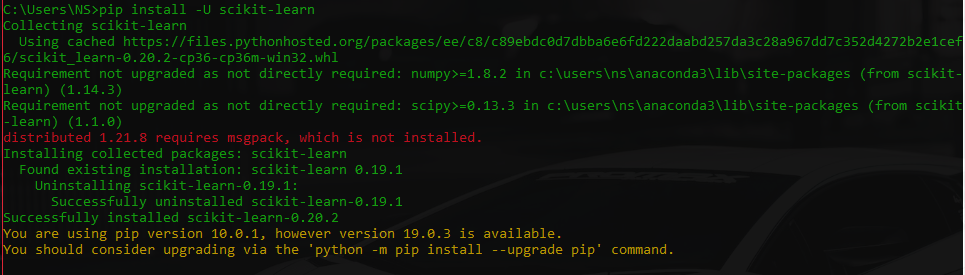 C:\Users\NS>pip install -U scikit-learn
Collecting scikit-learn
  Using cached https://files.pythonhosted.org/packages/ee/c8/c89ebdc0d7dbba6e6fd222daabd257da3c28a967dd7c352d4272b2e1cef
6/scikit_learn-0.20.2-cp36-cp36m-win32.whl
Requirement not upgraded as not directly required: numpy>=1.8.2 in c:\users\ns\anaconda3\lib\site-packages (from scikit-
learn) (1.14.3)
Requirement not upgraded as not directly required: scipy>=0.13.3 in c:\users\ns\anaconda3\lib\site-packages (from scikit
-learn) (1.1.0)
distributed 1.21.8 requires msgpack, which is not installed.
Installing collected packages: scikit-learn
  Found existing installation: scikit-learn 0.19.1
    Uninstalling scikit-learn-0.19.1:
      Successfully uninstalled scikit-learn-0.19.1
Successfully installed scikit-learn-0.20.2
You are using pip version 10.0.1, however version 19.0.3 is available.
You should consider upgrading via the 'python -m pip install --upgrade pip' command.